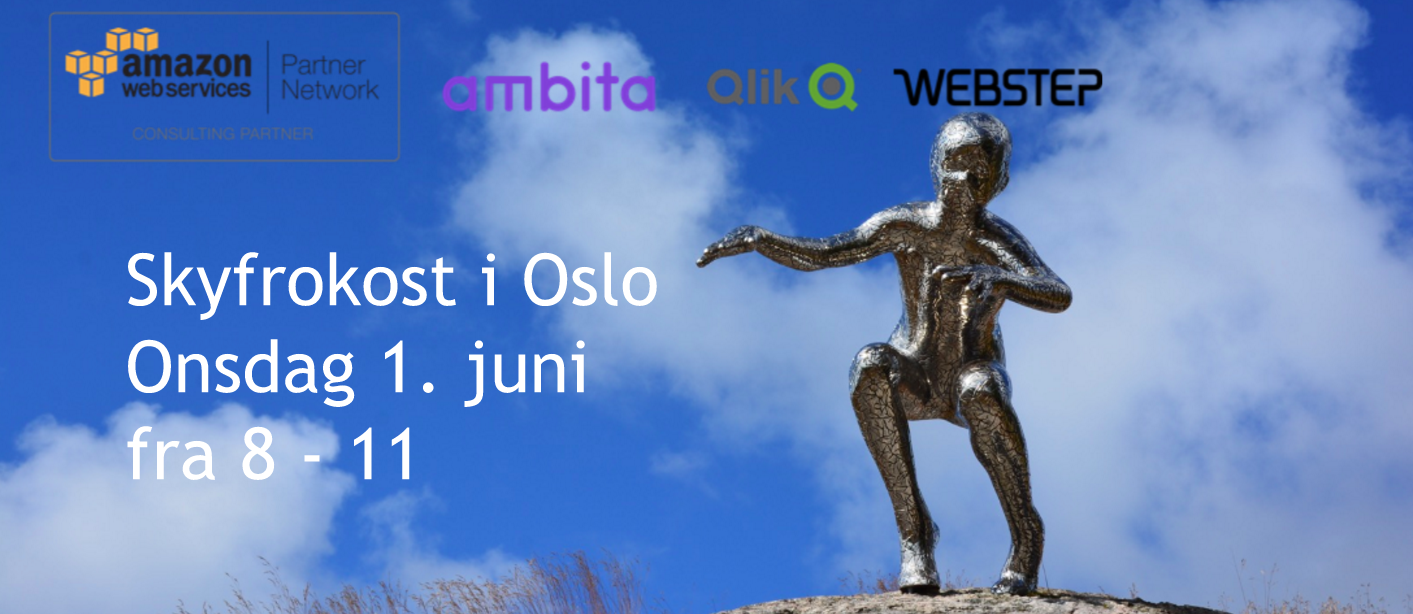 amazon
web services
Partner
Network
CONSULTING PARTNER
ambita
Qlik
WEBSTEP
Skyfrokost i Oslo
Onsdag 1. juni
fra 8 - 11